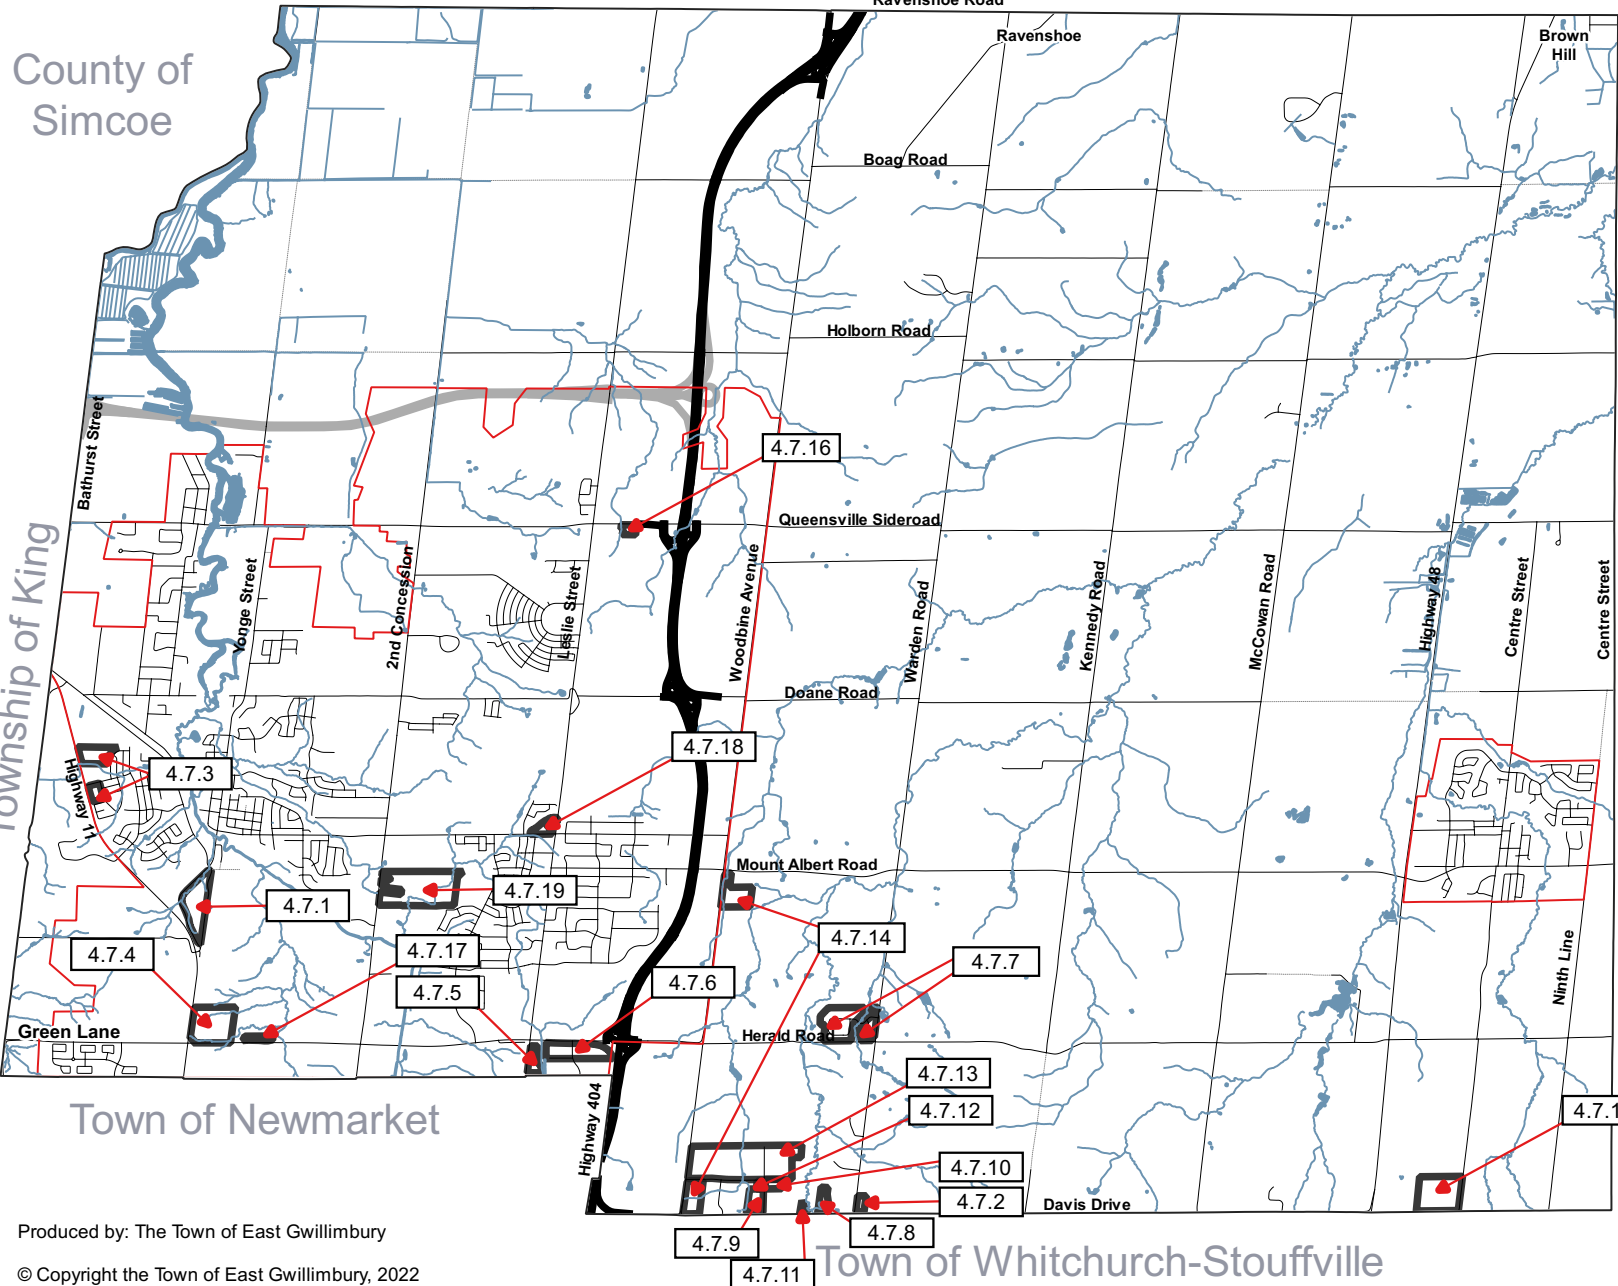 Ravenshoe Road
County of
Simcoe
Ravenshoe
Brown
Hill
Boag Road
Holborn Road
Bathurst Street
4.7.16
Queensville Sideroad
Township of King
Yonge Street
2nd Concession
Leslie Street
Woodbine Avenue
Warden Road
Kennedy Road
McCowan Road
Highway 48
Centre Street
Centre Street
Doane Road
4.7.18
4.7.3
Highway 11
Mount Albert Road
4.7.19
4.7.1
4.7.14
4.7.4
4.7.17
4.7.7
4.7.5
4.7.6
Ninth Line
Green Lane
Herald Road
4.7.13
4.7.12
4.7.1
Town of Newmarket
Highway 404
4.7.10
4.7.2
Davis Drive
4.7.9
4.7.8
4.7.11
Town of Whitchurch-Stouffville
Produced by: The Town of East Gwillimbury
© Copyright the Town of East Gwillimbury, 2022